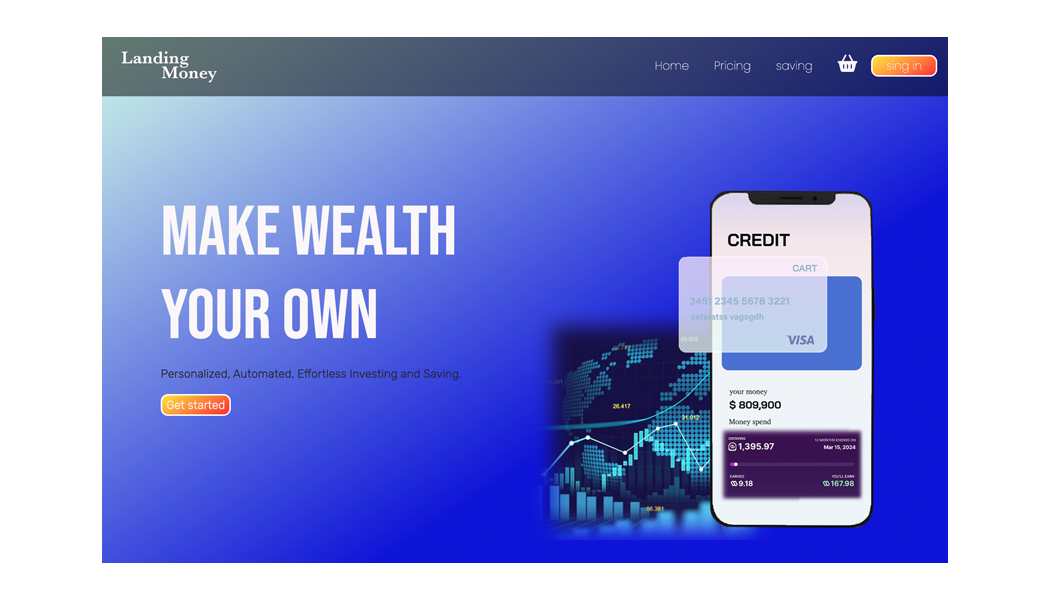 Landing
Money
Home
Pricing
saving
sing in
MAKE WEALTH
YOUR OWN
Personalized, Automated, Effortless Investing and Saving.
Get started
CREDIT
CART
3451 2345 5678 3221
catstatss vagsgdh
VISA
26.417
31.012
06.381
your money
$ 809,900
Money spend
GROWING
12 MONTHS ENDING ON
1,395.97
Mar 15, 2024
EARNED
YOU'LL EARN
9.18
167.98